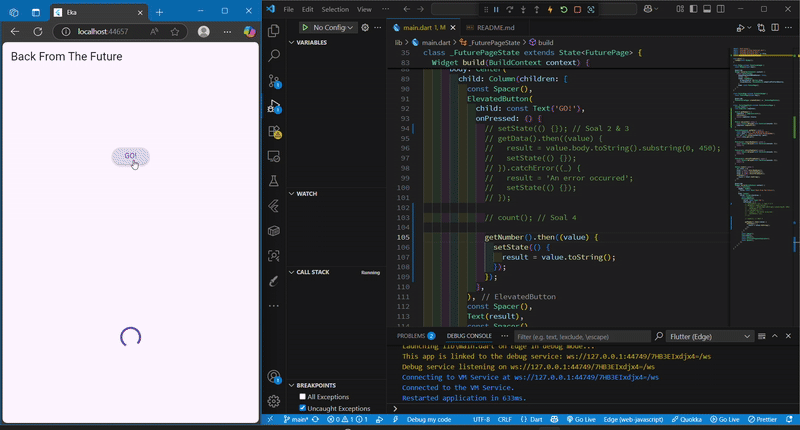 Eka
localhost:44657
Back From The Future
GO!
File Edit Selection View
No Config
VARIABLES
WATCH
CALL STACK
Running
BREAKPOINTS
All Exceptions
Uncaught Exceptions
main.dart M
README.md
lib > main.dart > _FuturePageState > build
35 class _FuturePageState extends State<FuturePage> {
83 Widget build(BuildContext context) {
88 body: Center(
89 child: Column(children: [
90 const Spacer(),
91 ElevatedButton(
92 child: const Text('GO!'),
93 onPressed: () {
94 // setState(() {}); // Soal 2 & 3
95 // getData().then((value) {
96 // result = value.body.toString().substring(0, 450);
97 // setState(() {});
98 // }).catchError((_) {
99 // result = 'An error occurred';
100 // setState(() {});
101 // });
102
103 // count(); // Soal 4
104
105 getNumber().then((value) {
106 setState(() {
107 result = value.toString();
108 });
109 });
110 },
111 ), // ElevatedButton
112 const Spacer(),
113 Text(result),
114 const Spacer()
PROBLEMS 2
DEBUG CONSOLE
Filter (e.g. text, !exclude, \escape)
Flutter (Edge)
Launching lib\main.dart on Edge in debug mode...
This app is linked to the debug service: ws://127.0.0.1:44749/7HB3EIxdjx4=/ws
Debug service listening on ws://127.0.0.1:44749/7HB3EIxdjx4=/ws
Connecting to VM Service at ws://127.0.0.1:44749/7HB3EIxdjx4=/ws
Connected to the VM Service.
Restarted application in 633ms.
main* 0 1 1 Debug my code UTF-8 CRLF {} Dart Go Live Edge (web-javascript) Quokka Go Live Prettier